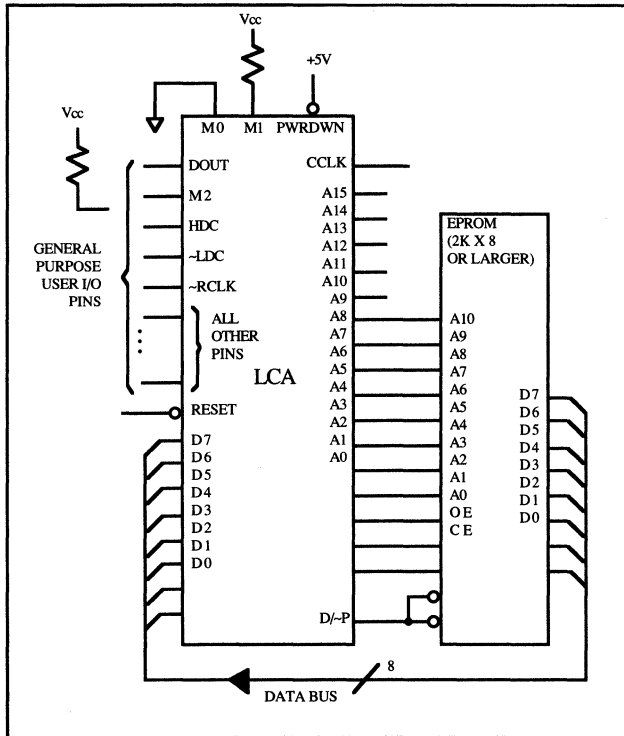 Vcc
+5V
M0 M1 PWRDWN
Vcc
DOUT
M2
HDC
~LDC
~RCLK
GENERAL
PURPOSE
USER I/O
PINS
ALL
OTHER
PINS
LCA
RESET
D7
D6
D5
D4
D3
D2
D1
D0
CCLK
A15
A14
A13
A12
A11
A10
A9
A8
A7
A6
A5
A4
A3
A2
A1
A0
D/~P
EPROM
(2K X 8
OR LARGER)
A10
A9
A8
A7
A6
A5
A4
A3
A2
A1
A0
OE
CE
D7
D6
D5
D4
D3
D2
D1
D0
8
DATA BUS